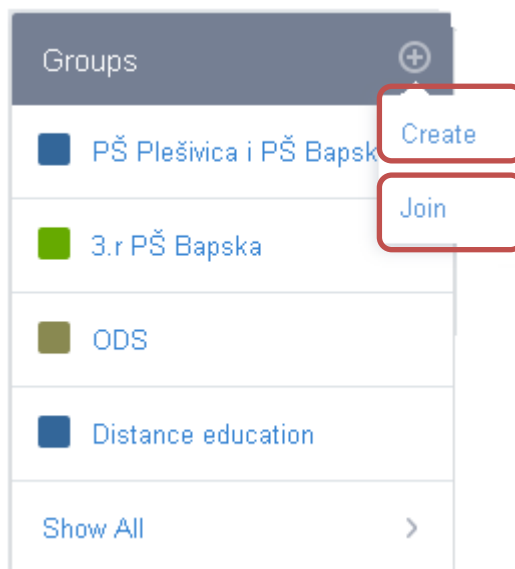 Groups
Create
PŠ Plešivica i PŠ Bapsk
Join
3.r PŠ Bapska
ODS
Distance education
Show All